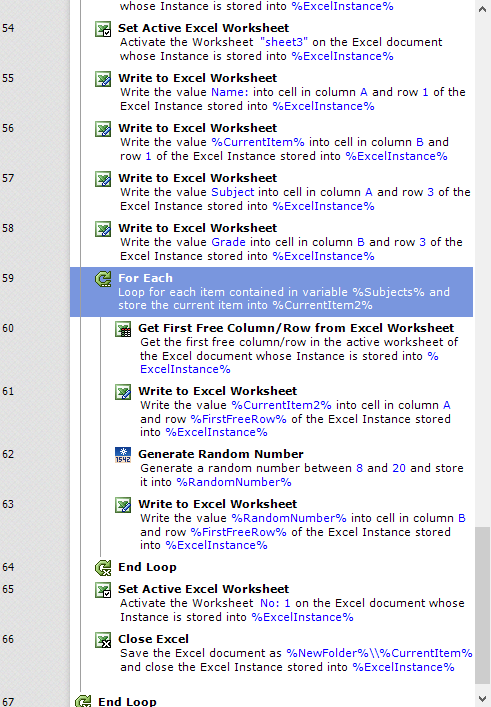 whose Instance is stored into %ExcelInstance%
54 Set Active Excel Worksheet
Activate the Worksheet "sheet3" on the Excel document
whose Instance is stored into %ExcelInstance%
55 Write to Excel Worksheet
Write the value Name: into cell in column A and row 1 of the
Excel Instance stored into %ExcelInstance%
56 Write to Excel Worksheet
Write the value %CurrentItem% into cell in column B and
row 1 of the Excel Instance stored into %ExcelInstance%
57 Write to Excel Worksheet
Write the value Subject into cell in column A and row 3 of the
Excel Instance stored into %ExcelInstance%
58 Write to Excel Worksheet
Write the value Grade into cell in column B and row 3 of the
Excel Instance stored into %ExcelInstance%
59 For Each
Loop for each item contained in variable %Subjects% and
store the current item into %CurrentItem2%
60 Get First Free Column/Row from Excel Worksheet
Get the first free column/row in the active worksheet of
the Excel document whose Instance is stored into %
ExcelInstance%
61 Write to Excel Worksheet
Write the value %CurrentItem2% into cell in column A
and row %FirstFreeRow% of the Excel Instance stored
into %ExcelInstance%
62 Generate Random Number
Generate a random number between 8 and 20 and store
it into %RandomNumber%
63 Write to Excel Worksheet
Write the value %RandomNumber% into cell in column B
and row %FirstFreeRow% of the Excel Instance stored
into %ExcelInstance%
64 End Loop
65 Set Active Excel Worksheet
Activate the Worksheet No: 1 on the Excel document whose
Instance is stored into %ExcelInstance%
66 Close Excel
Save the Excel document as %NewFolder%\\%CurrentItem%
and close the Excel Instance stored into %ExcelInstance%
67 End Loop